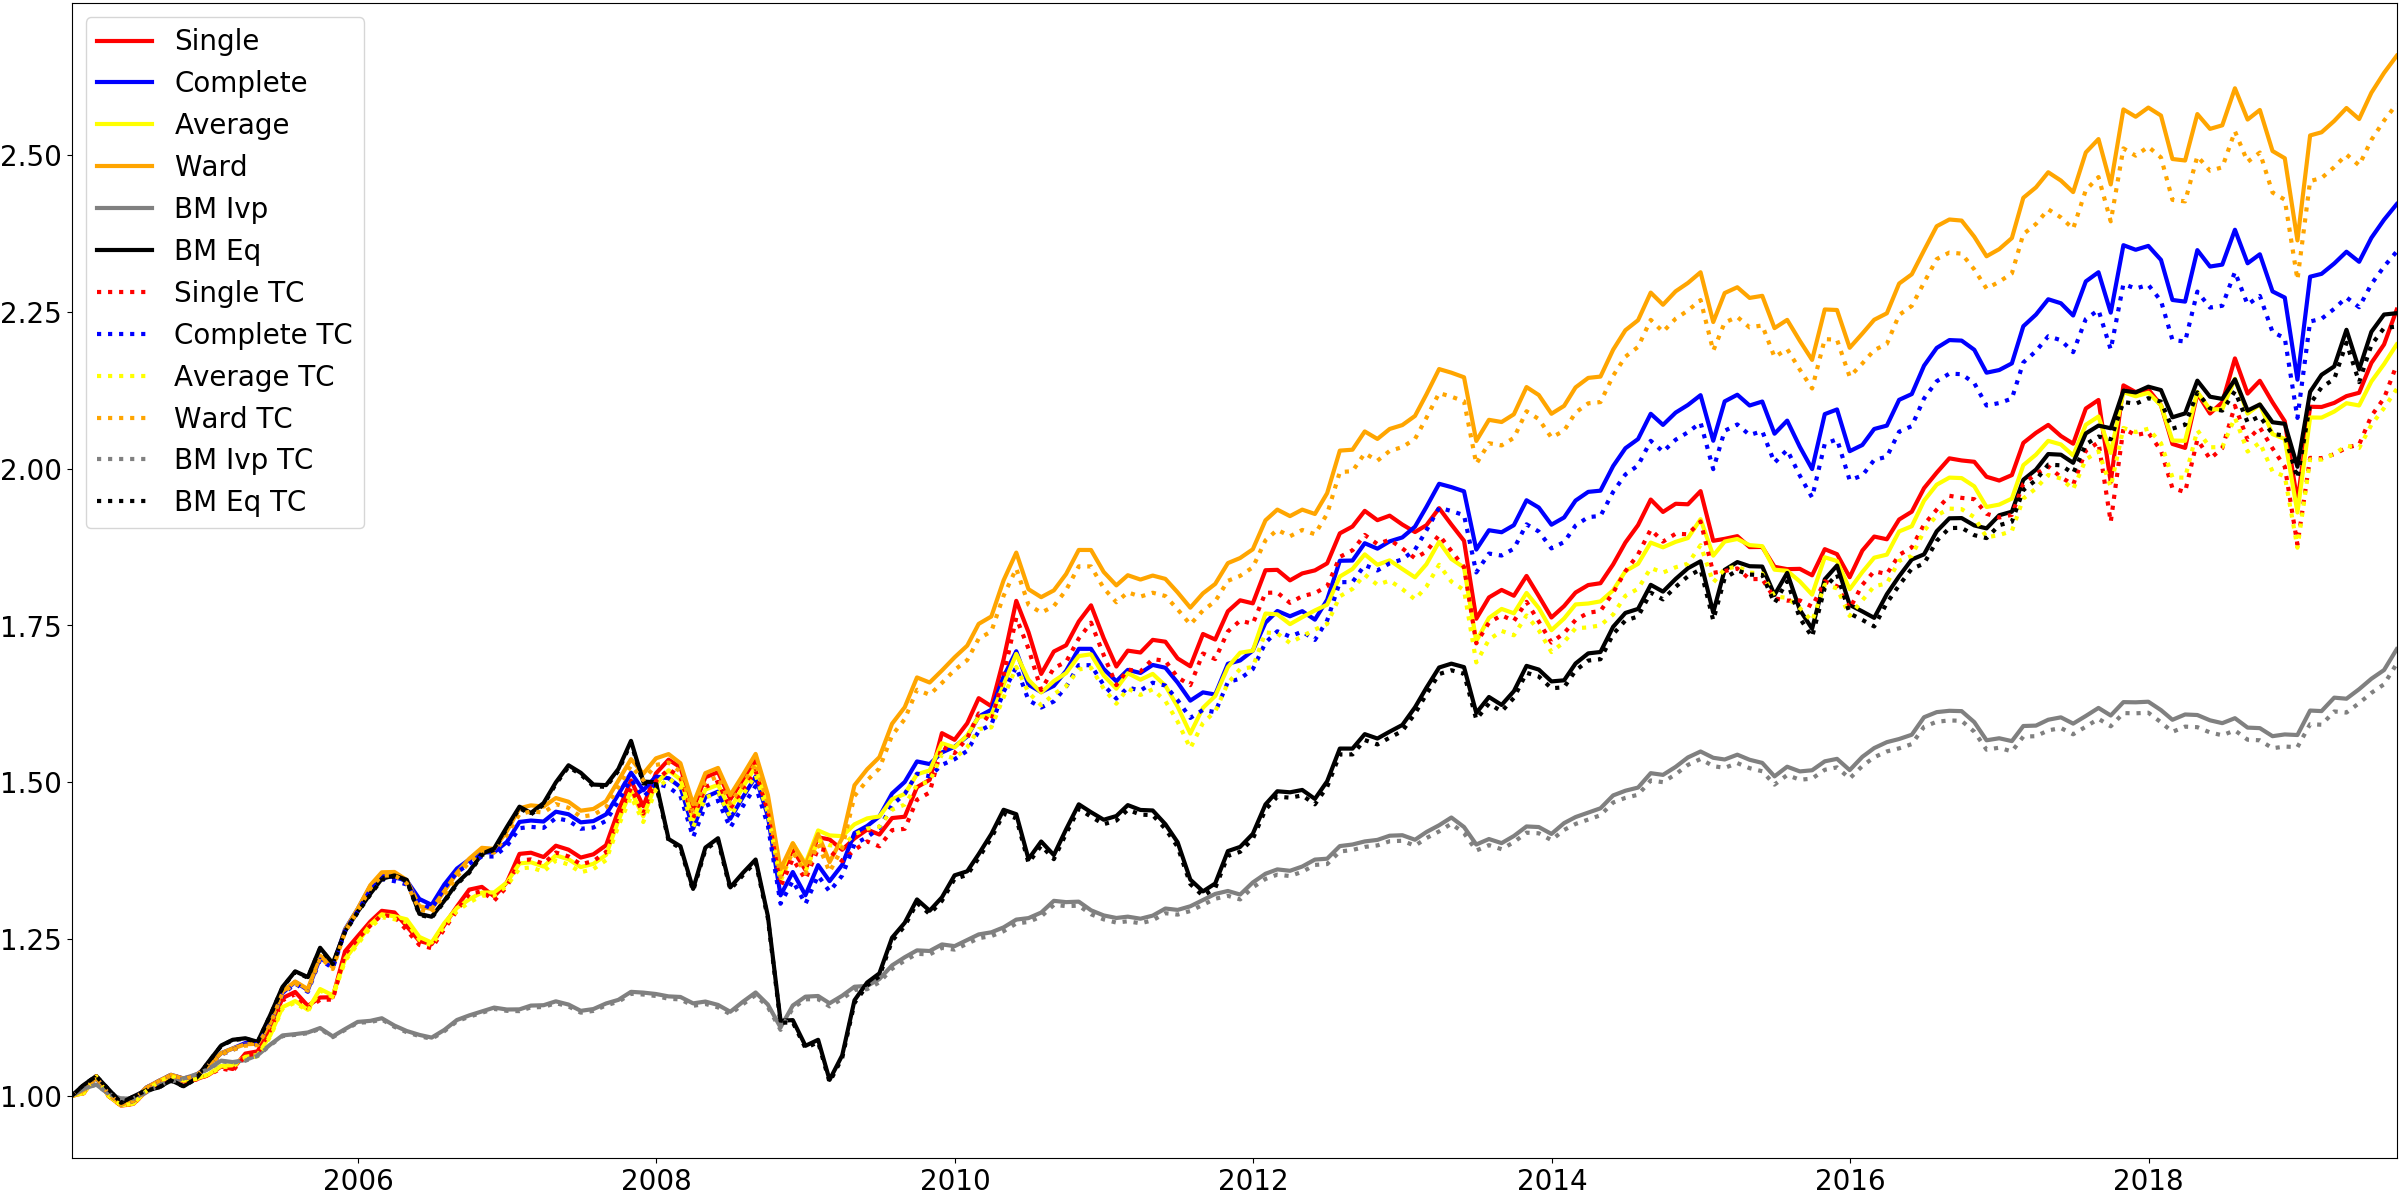 Single
Complete
Average
Ward
BM Ivp
BM Eq
Single TC
Complete TC
Average TC
Ward TC
BM Ivp TC
BM Eq TC
2.50
2.25
2.00
1.75
1.50
1.25
1.00
2006 2008 2010 2012 2014 2016 2018